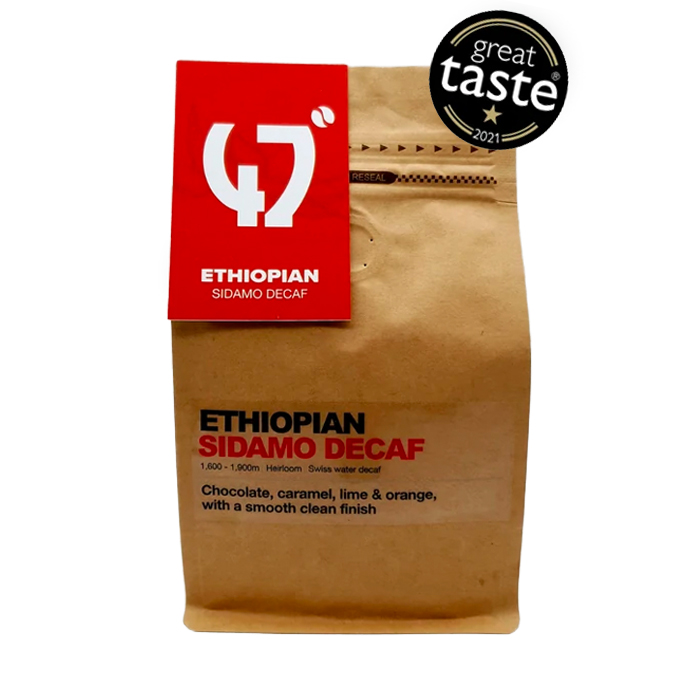 great
taste®
2021
47
RESEAL
ETHIOPIAN
SIDAMO DECAF
ETHIOPIAN
SIDAMO DECAF
1,600 - 1,900m Heirloom Swiss water decaf
Chocolate, caramel, lime & orange,
with a smooth clean finish